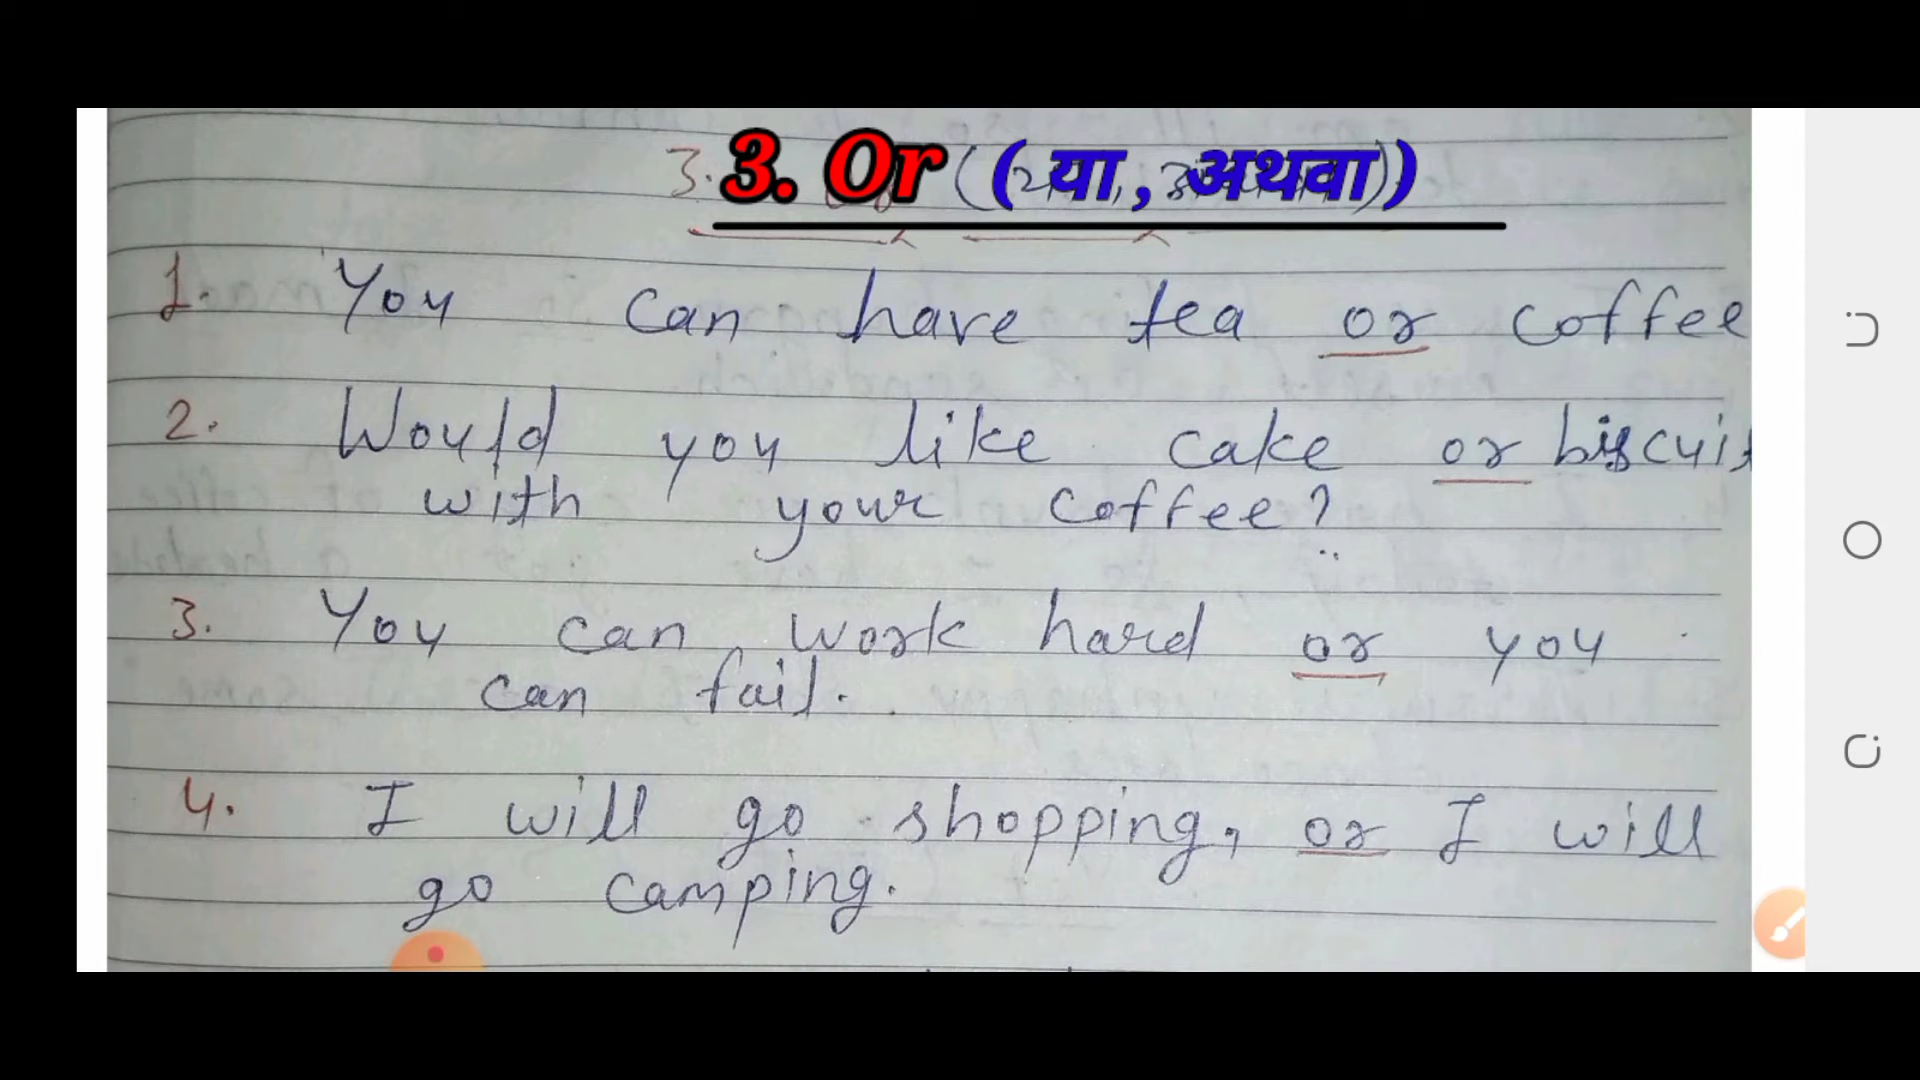 3. Or ( या , अथवा )
1. You can have tea or coffee
2. Would you like cake or biscuit
with your coffee?
3. You can work hard or you
can fail.
4. I will go shopping, or I will
go camping.